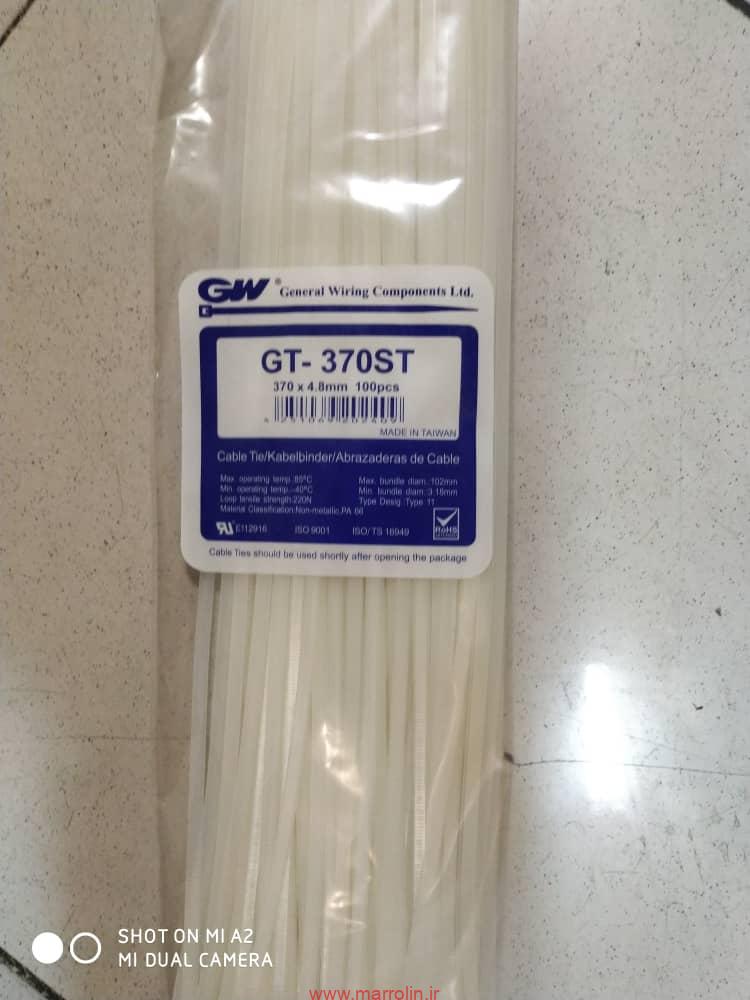 GW® General Wiring Components Ltd.
GT- 370ST
370 x 4.8mm 100pcs
MADE IN TAIWAN
Cable Tie/Kabelbinder/Abrazaderas de Cable
Max. operating temp.:85ºC
Min. operating temp.:-40ºC
Loop tensile strength:220N
Material Classification:Non-metallic,PA 66
Max. bundle diam.:102mm
Min. bundle diam.:3.18mm
Type Desig.:Type 11
E112916 ISO 9001 ISO/TS 16949
RoHS
Cable Ties should be used shortly after opening the package
SHOT ON MI A2
MI DUAL CAMERA
www.marrolin.ir